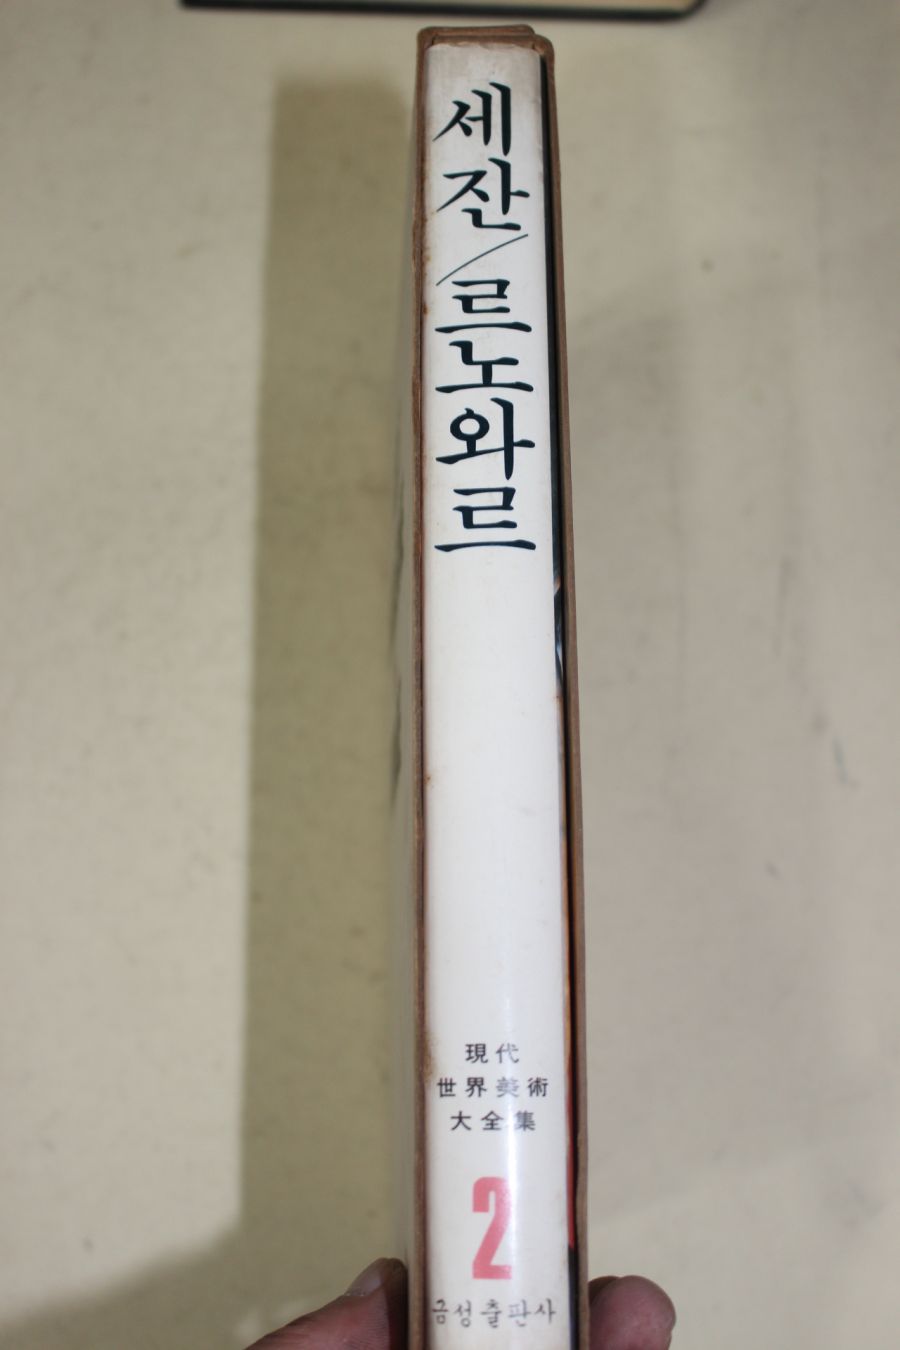 세잔/르노와르
現代
世界美術
大全集
2
금성출판사